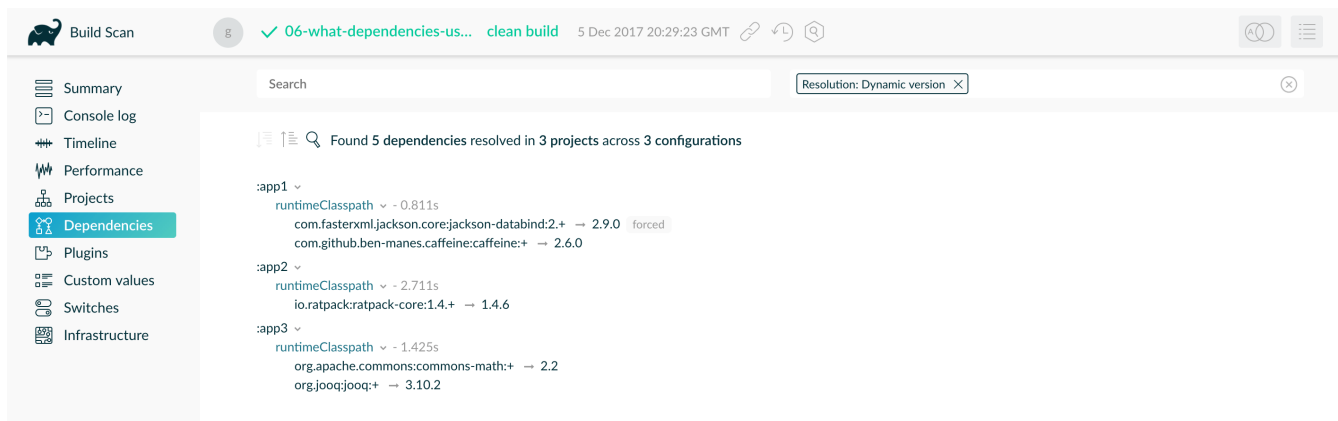 Build Scan
g
06-what-dependencies-us... clean build 5 Dec 2017 20:29:23 GMT
Summary
Console log
Timeline
Performance
Projects
Dependencies
Plugins
Custom values
Switches
Infrastructure
Search
Resolution: Dynamic version
Found 5 dependencies resolved in 3 projects across 3 configurations
:app1
runtimeClasspath - 0.811s
com.fasterxml.jackson.core:jackson-databind:2.+ → 2.9.0 forced
com.github.ben-manes.caffeine:caffeine:+ → 2.6.0
:app2
runtimeClasspath - 2.711s
io.ratpack:ratpack-core:1.4.+ → 1.4.6
:app3
runtimeClasspath - 1.425s
org.apache.commons:commons-math:+ → 2.2
org.jooq:jooq:+ → 3.10.2